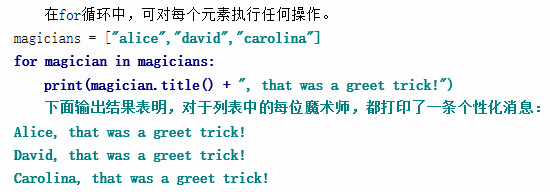 在for循环中，可对每个元素执行任何操作。
magicians = ["alice","david","carolina"]
for magician in magicians:
print(magician.title() + ", that was a greet trick!")
下面输出结果表明，对于列表中的每位魔术师，都打印了一条个性化消息：
Alice, that was a greet trick!
David, that was a greet trick!
Carolina, that was a greet trick!